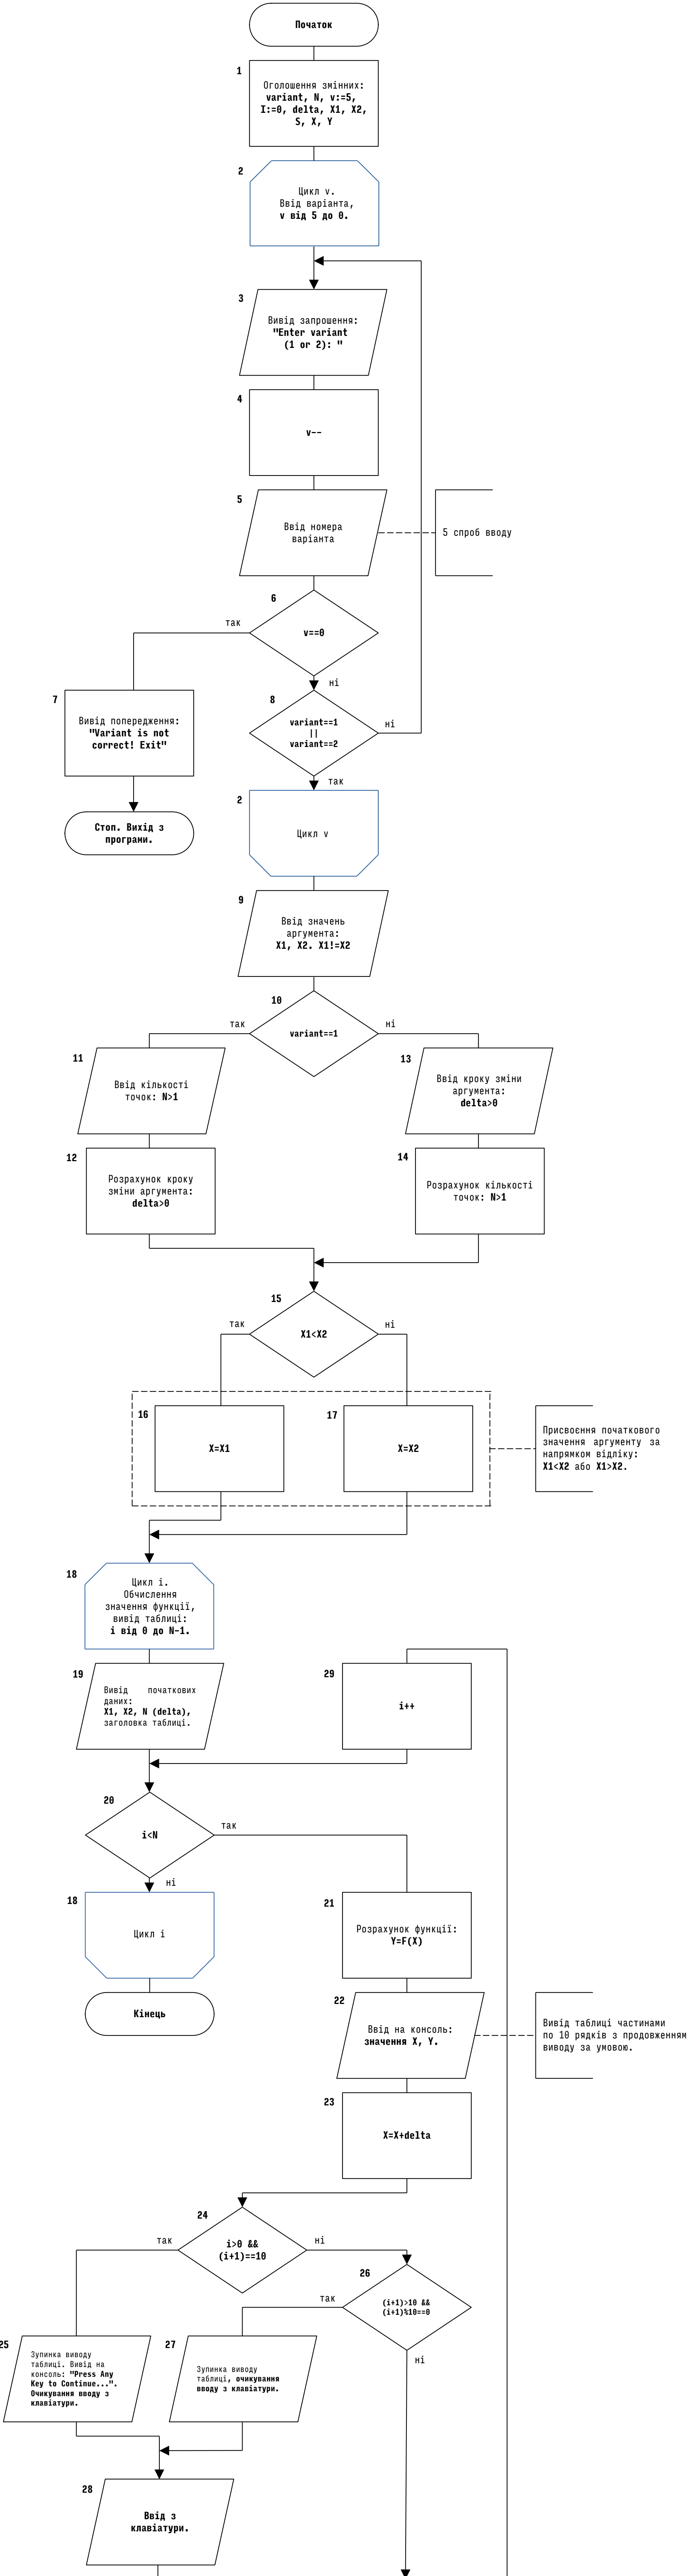 Початок
1
Оголошення змінних:
variant, N, v:=5,
I:=0, delta, X1, X2,
S, X, Y
2
Цикл v.
Ввід варіанта,
v від 5 до 0.
3
Вивід запрошення:
"Enter variant
(1 or 2): "
4
v--
5
Ввід номера
варіанта
5 спроб вводу
6
так
v==0
ні
7
Вивід попередження:
"Variant is not
correct! Exit"
8
variant==1
||
variant==2
ні
так
Стоп. Вихід з
програми.
2
Цикл v
9
Ввід значень
аргумента:
X1, X2. X1!=X2
10
так
variant==1
ні
11
Ввід кількості
точок: N>1
13
Ввід кроку зміни
аргумента:
delta>0
12
Розрахунок кроку
зміни аргумента:
delta>0
14
Розрахунок кількості
точок: N>1
15
так
X1<X2
ні
16
X=X1
17
X=X2
Присвоєння початкового
значення аргументу за
напрямком відліку:
X1<X2 або X1>X2.
18
Цикл i.
Обчислення
значення функції,
вивід таблиці:
i від 0 до N-1.
19
Вивід початкових
даних:
X1, X2, N (delta),
заголовка таблиці.
29
i++
20
i<N
так
ні
18
Цикл i
21
Розрахунок функції:
Y=F(X)
Кінець
22
Ввід на консоль:
значення X, Y.
Вивід таблиці частинами
по 10 рядків з продовженням
виводу за умовою.
23
X=X+delta
24
так
i>0 &&
(i+1)==10
ні
26
так
(i+1)>10 &&
(i+1)%10==0
ні
25
Зупинка виводу
таблиці. Вивід на
консоль: "Press Any
Key to Continue...".
Очикування вводу з
клавіатури.
27
Зупинка виводу
таблиці, очикування
вводу з клавіатури.
28
Ввід з
клавіатури.